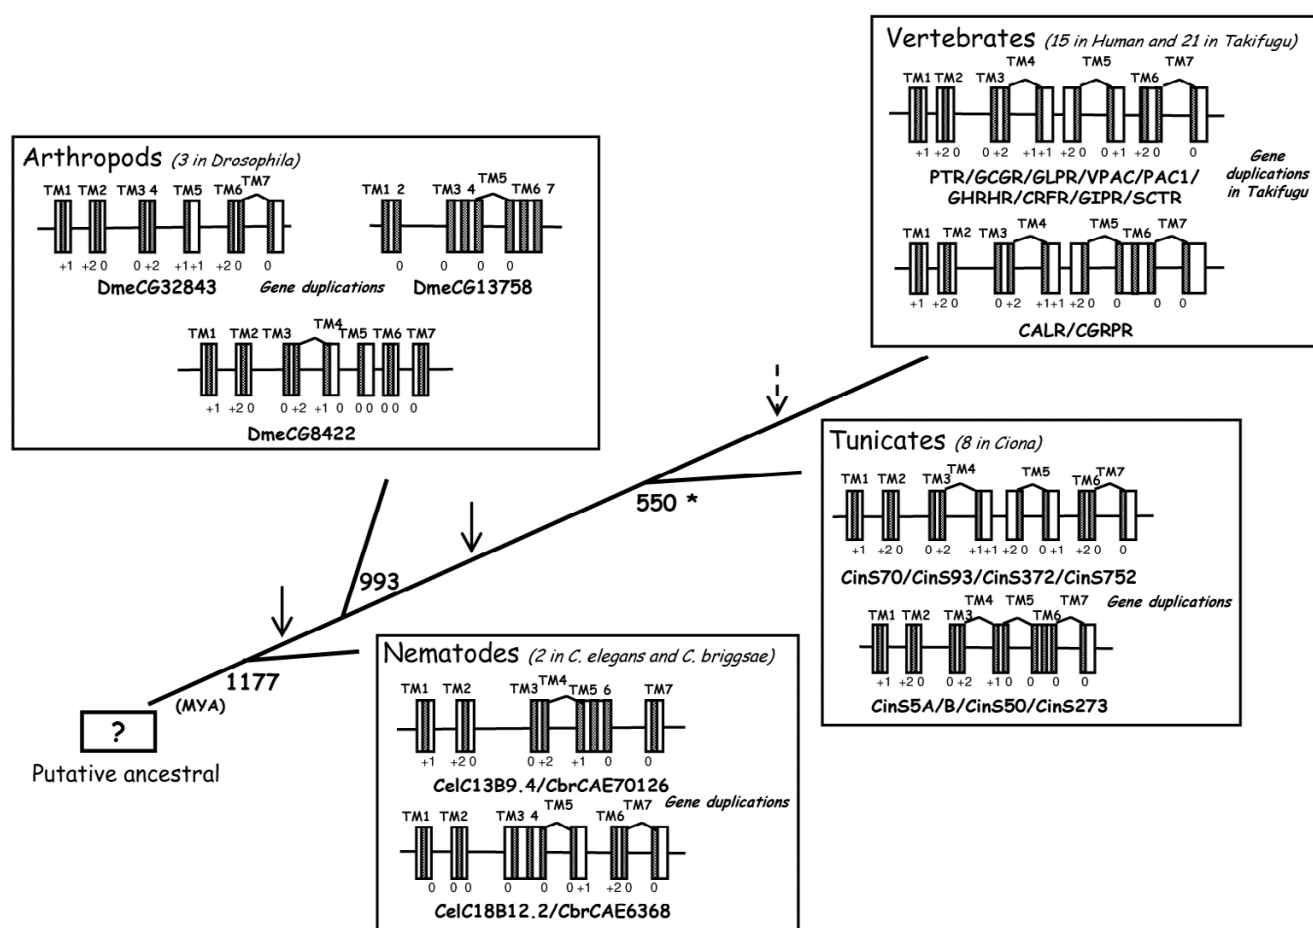 Vertebrates (15 in Human and 21 in Takifugu)
TM4 TM5 TM7
TM1 TM2 TM3 TM6
+1 +2 0 0 +2 +1+1 +2 0 0 +1 +2 0 0
PTR/GCGR/GLPR/VPAC/PAC1/
GHRHR/CRFR/GIPR/SCTR
Gene
duplications
in Takifugu
TM4 TM5 TM7
TM1 TM2 TM3 TM6
+1 +2 0 0 +2 +1+1 +2 0 0 0 0
CALR/CGRPR
Arthropods (3 in Drosophila)
TM1 TM2 TM3 4 TM5 TM6 TM7
+1 +2 0 0 +2 +1+1 +2 0 0
DmeCG32843
TM1 2 TM3 4 TM5 TM6 7
0 0 0 0
DmeCG13758
Gene duplications
TM1 TM2 TM3 TM4 TM5 TM6 TM7
+1 +2 0 0 +2 +1 0 0 0 0 0 0
DmeCG8422
Tunicates (8 in Ciona)
TM1 TM2 TM3 TM4 TM5 TM6 TM7
+1 +2 0 0 +2 +1+1 +2 0 0 +1 +2 0 0
CinS70/CinS93/CinS372/CinS752
Gene duplications
TM4 TM5 TM7
TM1 TM2 TM3 TM6
+1 +2 0 0 +2 +1 0 0 0 0
CinS5A/B/CinS50/CinS273
550 *
993
1177
(MYA)
?
Putative ancestral
Nematodes (2 in C. elegans and C. briggsae)
TM4
TM1 TM2 TM3 TM5 6 TM7
+1 +2 0 0 +2 +1 0 0
CelC13B9.4/CbrCAE70126
Gene duplications
TM5 TM7
TM1 TM2 TM3 4 TM6
0 0 0 0 0 0 +1 +2 0 0
CelC18B12.2/CbrCAE6368